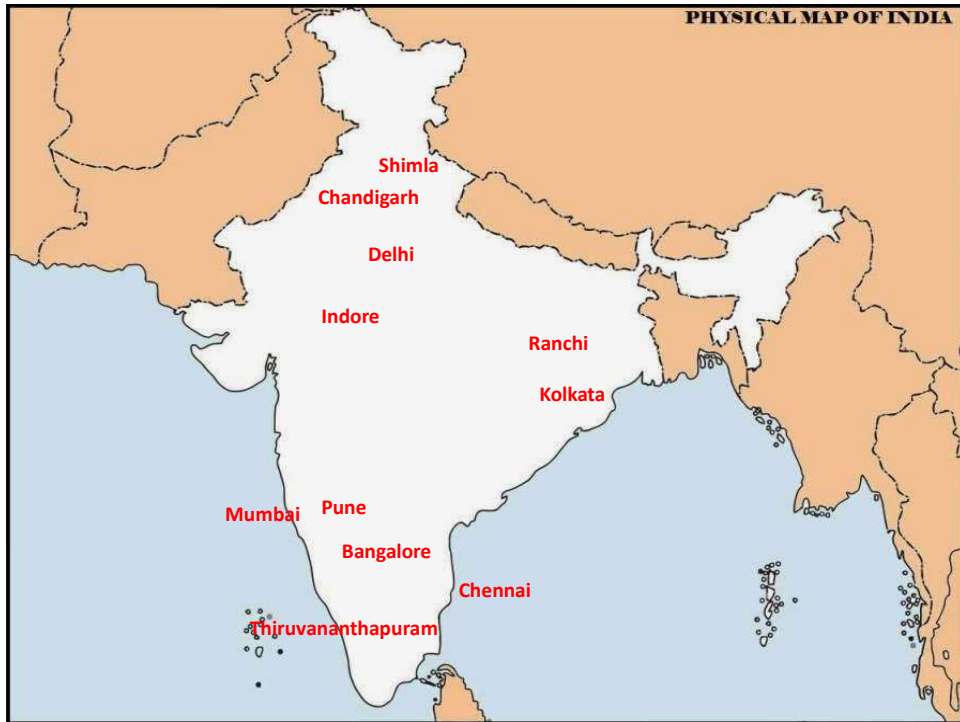 PHYSICAL MAP OF INDIA
Shimla
Chandigarh
Delhi
Indore
Ranchi
Kolkata
Pune
Mumbai
Bangalore
Chennai
Thiruvananthapuram